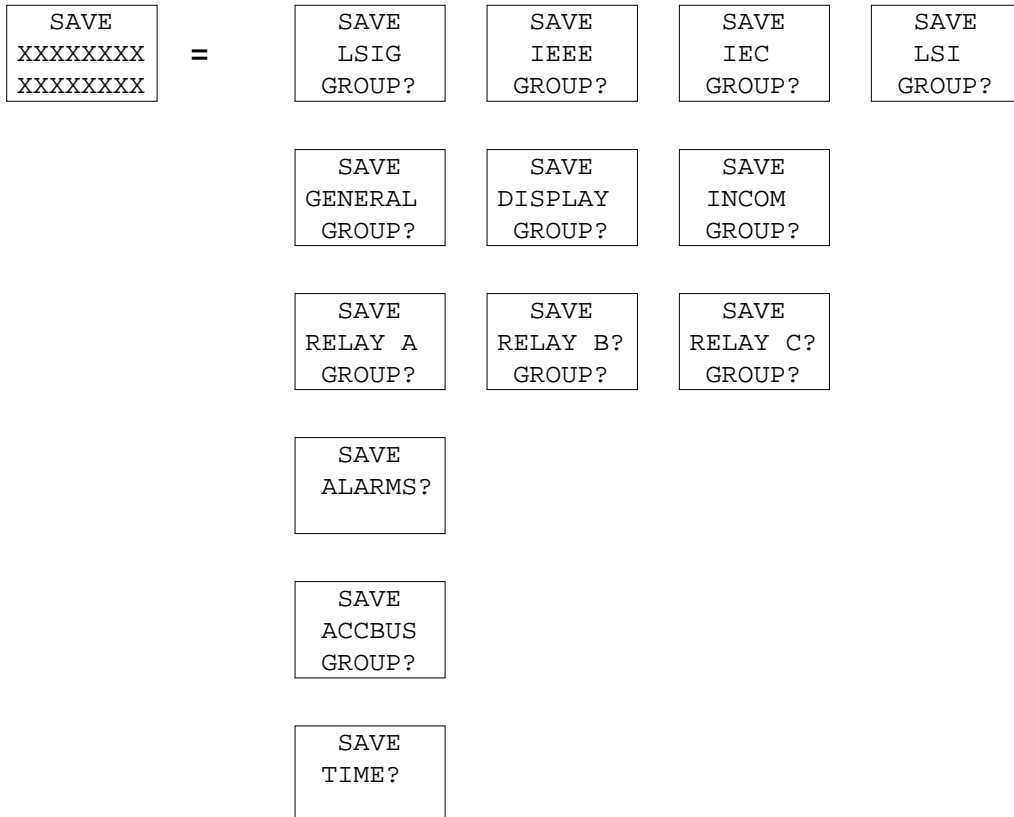 SAVE
XXXXXXXX
XXXXXXXX
=
SAVE
LSIG
GROUP?
SAVE
IEEE
GROUP?
SAVE
IEC
GROUP?
SAVE
LSI
GROUP?
SAVE
GENERAL
GROUP?
SAVE
DISPLAY
GROUP?
SAVE
INCOM
GROUP?
SAVE
RELAY A
GROUP?
SAVE
RELAY B?
GROUP?
SAVE
RELAY C?
GROUP?
SAVE
ALARMS?
SAVE
ACCBUS
GROUP?
SAVE
TIME?